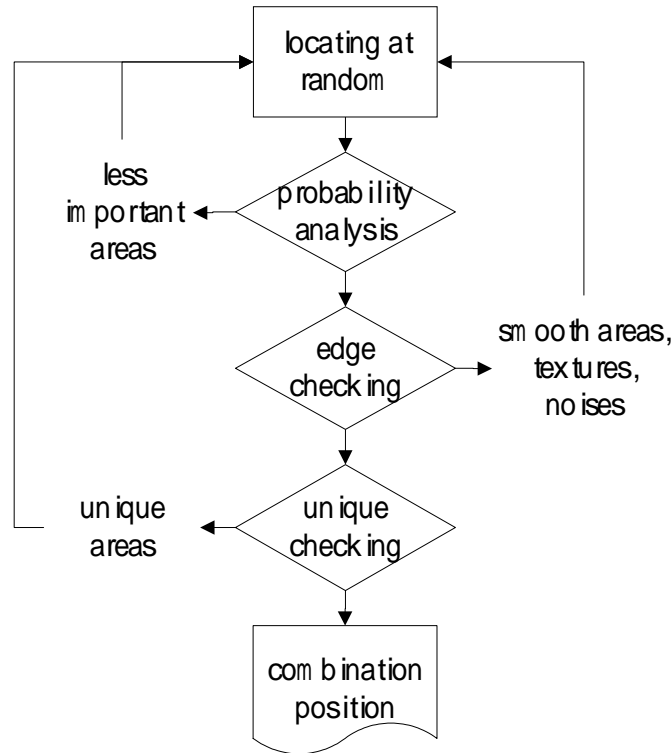 locating at
random
less
important
areas
probability
analysis
edge
checking
smooth areas,
textures,
noises
unique
areas
unique
checking
combination
position